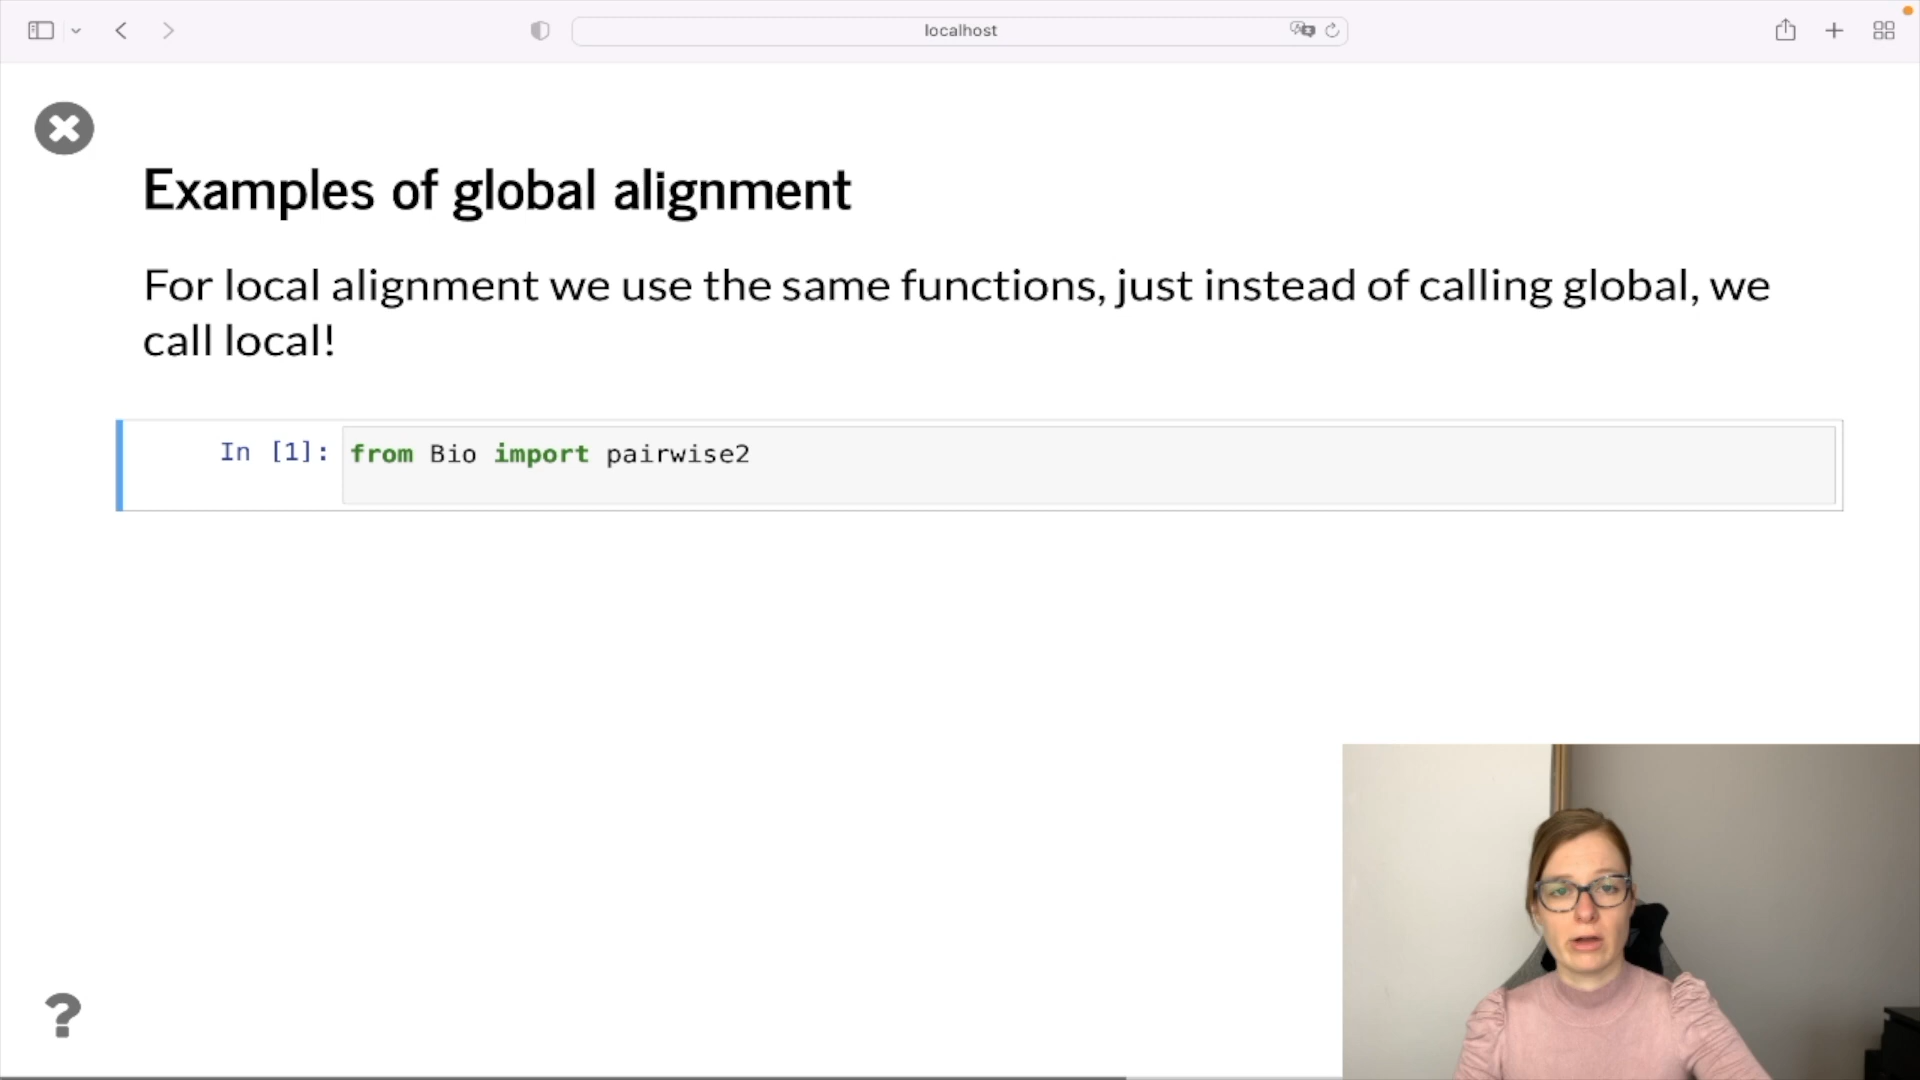 localhost
Examples of global alignment
For local alignment we use the same functions, just instead of calling global, we
call local!
In [1]: from Bio import pairwise2
?